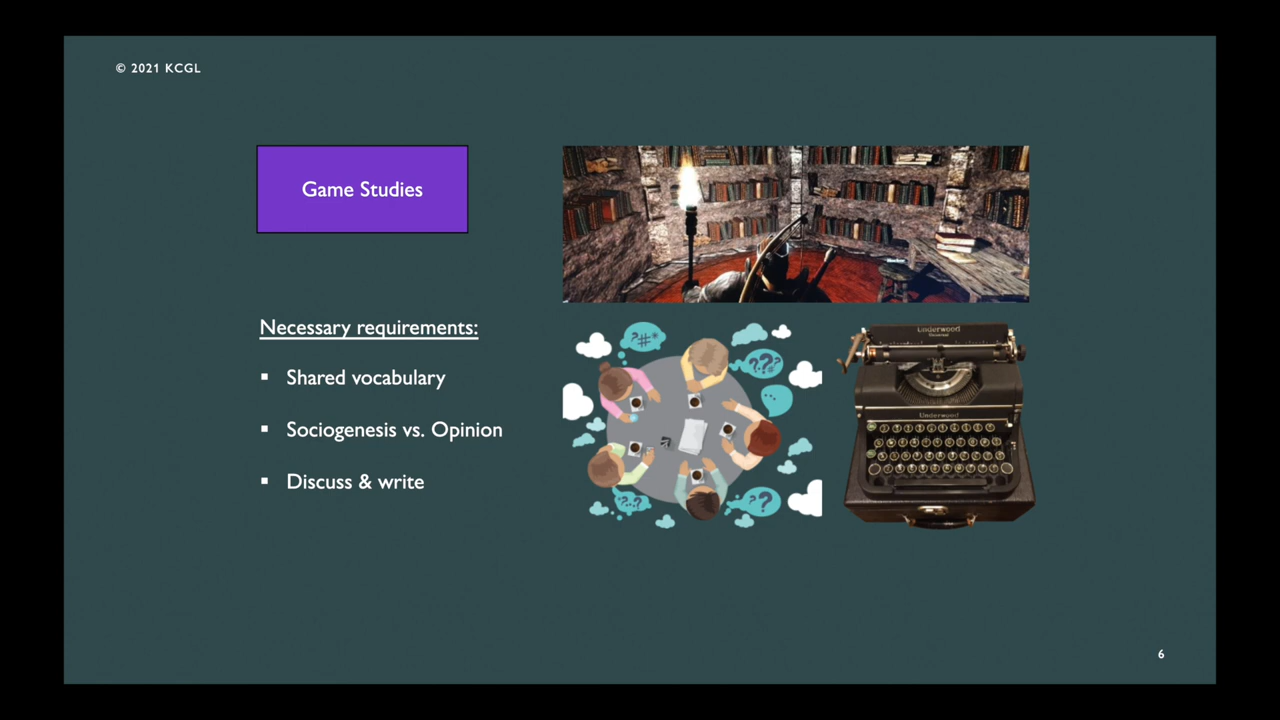 © 2021 KCGL
Game Studies
Necessary requirements:
▪ Shared vocabulary
▪ Sociogenesis vs. Opinion
▪ Discuss & write
?#*
???
...
??
Underwood
Underwood
6